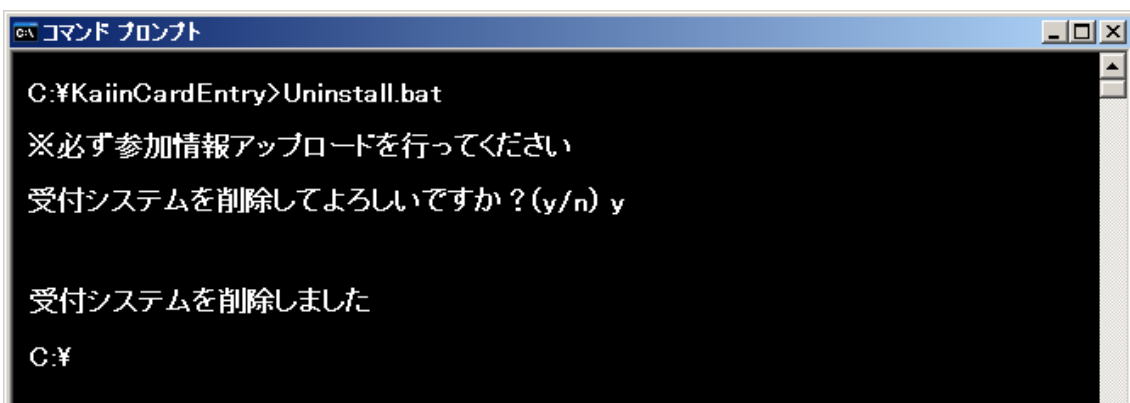 コマンド プロンプト
C:¥KaiinCardEntry>Uninstall.bat
※必ず参加情報アップロードを行ってください
受付システムを削除してよろしいですか？(y/n) y
受付システムを削除しました
C:¥